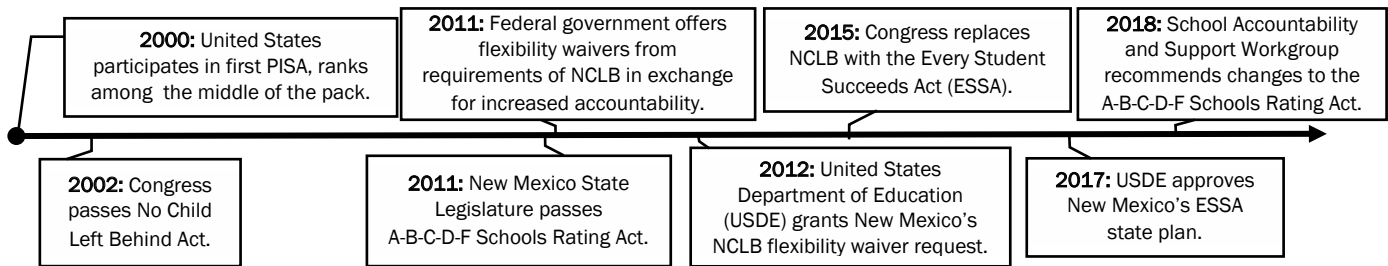 2000: United States
participates in first PISA, ranks
among the middle of the pack.
2002: Congress
passes No Child
Left Behind Act.
2011: Federal government offers
flexibility waivers from
requirements of NCLB in exchange
for increased accountability.
2011: New Mexico State
Legislature passes
A-B-C-D-F Schools Rating Act.
2012: United States
Department of Education
(USDE) grants New Mexico’s
NCLB flexibility waiver request.
2015: Congress replaces
NCLB with the Every Student
Succeeds Act (ESSA).
2017: USDE approves
New Mexico’s ESSA
state plan.
2018: School Accountability
and Support Workgroup
recommends changes to the
A-B-C-D-F Schools Rating Act.